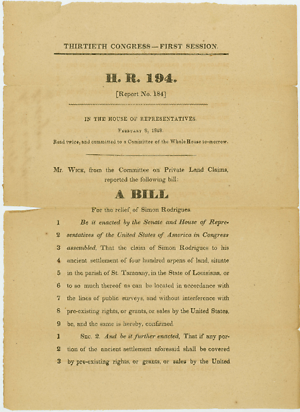 THIRTIETH CONGRESS—FIRST SESSION.
H. R. 194.
[Report No. 184]
IN THE HOUSE OF REPRESENTATIVES.
February 9, 1848.
Read twice, and committed to a Committee of the Whole House to-morrow.
Mr. Wick, from the Committee on Private Land Claims,
reported the following bill:
A BILL
For the relief of Simon Rodrigues.
1 Be it enacted by the Senate and House of Repre-
2 sentatives of the United States of America in Congress
3 assembled, That the claim of Simon Rodrigues to his
4 ancient settlement of four hundred arpens of land, situate
5 in the parish of St. Tammany, in the State of Louisiana, or
6 to so much thereof as can be located in accordance with
7 the lines of public surveys, and without interference with
8 pre-existing rights, or grants, or sales by the United States,
9 be, and the same is hereby, confirmed.
1 Sec. 2. And be it further enacted, That if any por-
2 tion of the ancient settlement aforesaid shall be covered
3 by pre-existing rights, or grants, or sales by the United